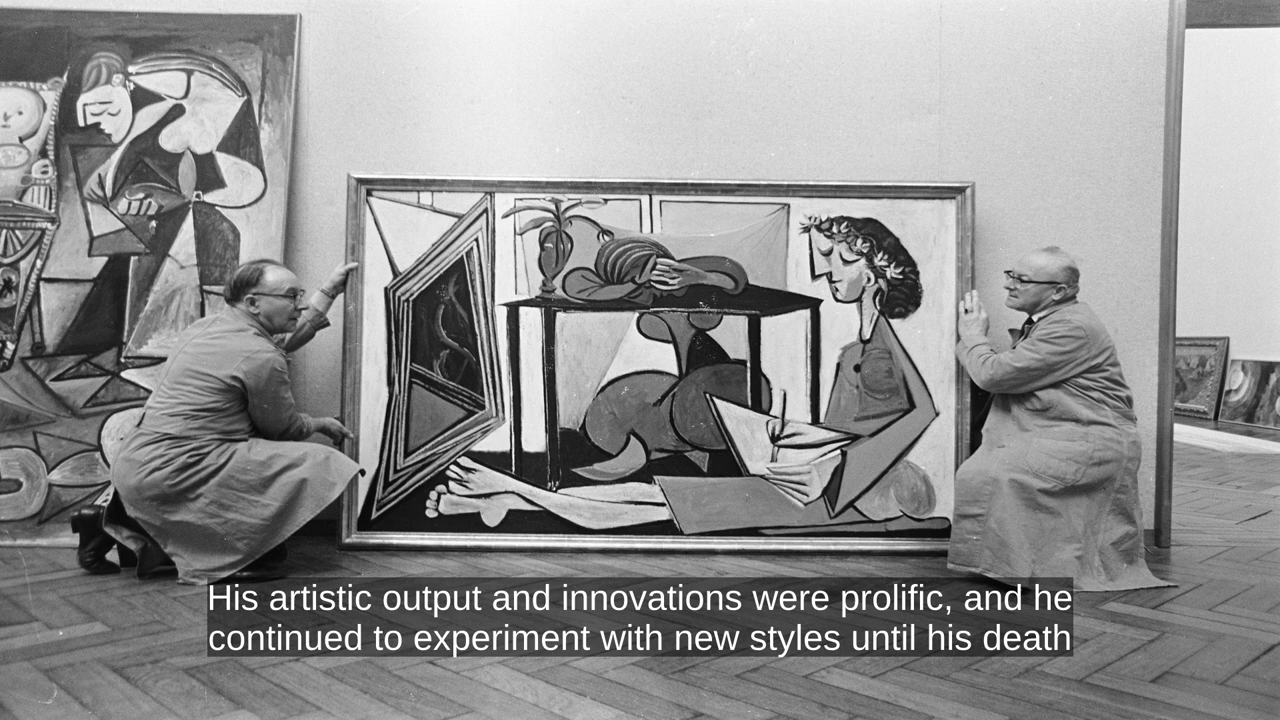 His artistic output and innovations were prolific, and he
continued to experiment with new styles until his death